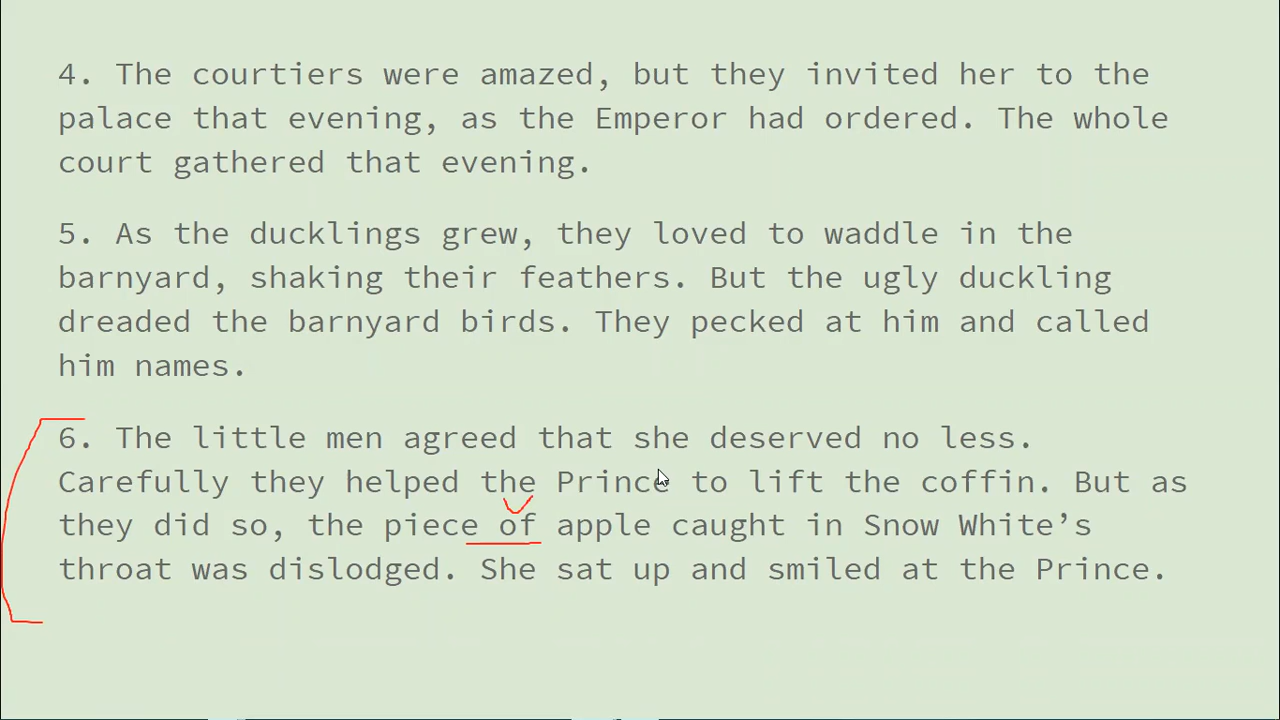 4. The courtiers were amazed, but they invited her to the
palace that evening, as the Emperor had ordered. The whole
court gathered that evening.
5. As the ducklings grew, they loved to waddle in the
barnyard, shaking their feathers. But the ugly duckling
dreaded the barnyard birds. They pecked at him and called
him names.
6. The little men agreed that she deserved no less.
Carefully they helped the Prince to lift the coffin. But as
they did so, the piece of apple caught in Snow White’s
throat was dislodged. She sat up and smiled at the Prince.